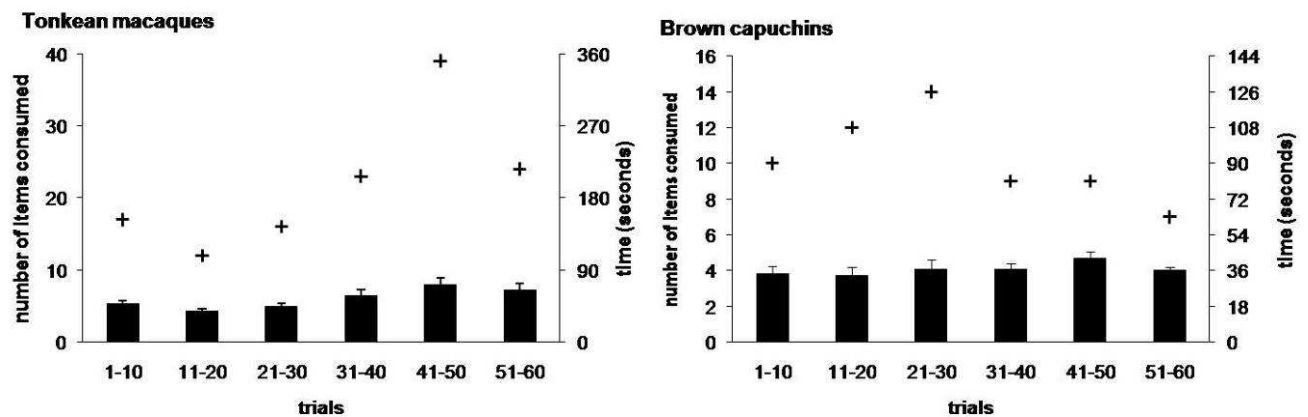 Tonkean macaques
40
30
20
10
0
number of Items consumed
360
270
180
90
0
time (seconds)
1-10 11-20 21-30 31-40 41-50 51-60
trials
Brown capuchins
16
14
12
10
8
6
4
2
0
number of Items consumed
144
126
108
90
72
54
36
18
0
time (seconds)
1-10 11-20 21-30 31-40 41-50 51-60
trials